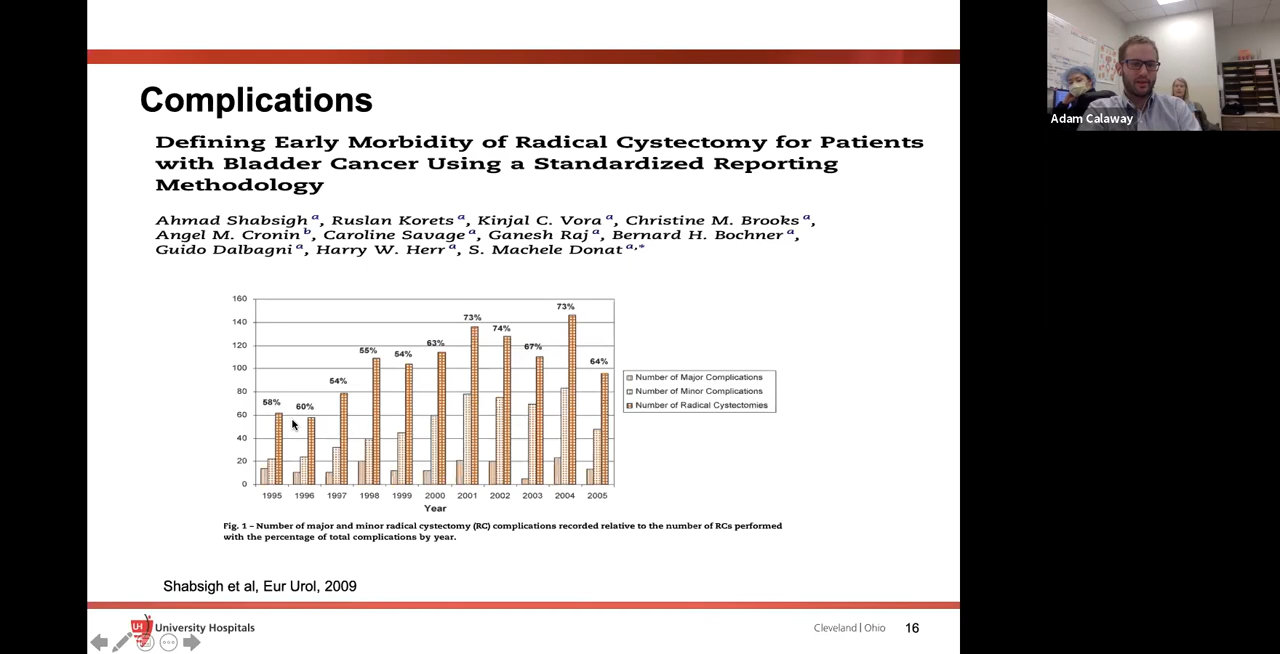 Complications
Defining Early Morbidity of Radical Cystectomy for Patients
with Bladder Cancer Using a Standardized Reporting
Methodology
Ahmad Shabsigh a, Ruslan Korets a, Kinjal C. Vora a, Christine M. Brooks a,
Angel M. Cronin b, Caroline Savage a, Ganesh Raj a, Bernard H. Bochner a,
Guido Dalbagni a, Harry W. Herr a, S. Machele Donat a,*
160
140
120
100
80
60
40
20
0
58%
60%
54%
55%
54%
63%
73%
74%
67%
73%
64%
1995 1996 1997 1998 1999 2000 2001 2002 2003 2004 2005
Year
Number of Major Complications
Number of Minor Complications
Number of Radical Cystectomies
Fig. 1 – Number of major and minor radical cystectomy (RC) complications recorded relative to the number of RCs performed
with the percentage of total complications by year.
Shabsigh et al, Eur Urol, 2009
UH University Hospitals
Cleveland | Ohio 16
Adam Calaway